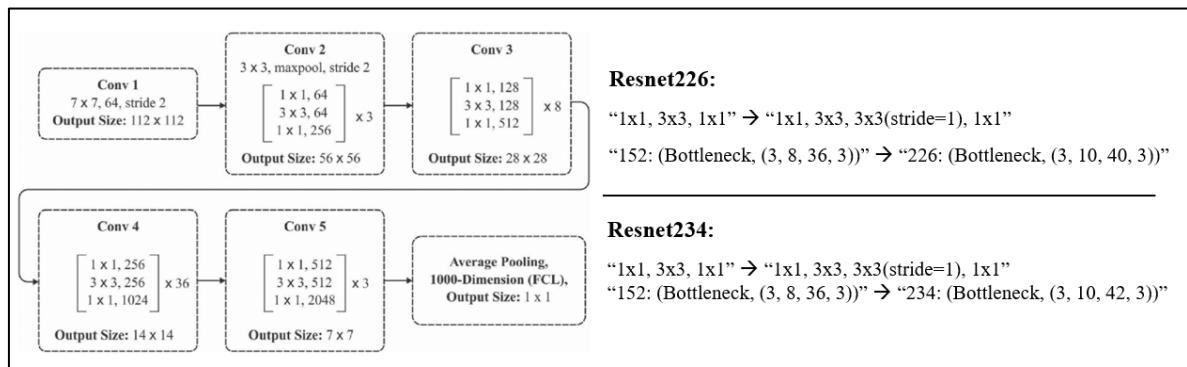 Conv 1
7 x 7, 64, stride 2
Output Size: 112 x 112
Conv 2
3 x 3, maxpool, stride 2
1 x 1, 64
3 x 3, 64
1 x 1, 256
x 3
Output Size: 56 x 56
Conv 3
1 x 1, 128
3 x 3, 128
1 x 1, 512
x 8
Output Size: 28 x 28
Conv 4
1 x 1, 256
3 x 3, 256
1 x 1, 1024
x 36
Output Size: 14 x 14
Conv 5
1 x 1, 512
3 x 3, 512
1 x 1, 2048
x 3
Output Size: 7 x 7
Average Pooling,
1000-Dimension (FCL),
Output Size: 1 x 1
Resnet226:
“1x1, 3x3, 1x1” → “1x1, 3x3, 3x3(stride=1), 1x1”
“152: (Bottleneck, (3, 8, 36, 3))” → “226: (Bottleneck, (3, 10, 40, 3))”
Resnet234:
“1x1, 3x3, 1x1” → “1x1, 3x3, 3x3(stride=1), 1x1”
“152: (Bottleneck, (3, 8, 36, 3))” → “234: (Bottleneck, (3, 10, 42, 3))”